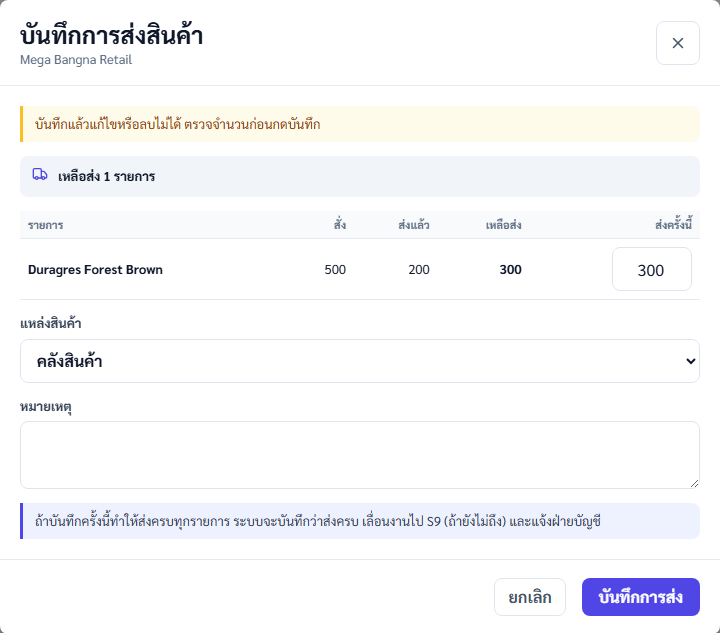 บันทึกการส่งสินค้า
Mega Bangna Retail
บันทึกแล้วแก้ไขหรือลบไม่ได้ ตรวจจำนวนก่อนกดบันทึก
เหลือส่ง 1 รายการ
รายการ สั่ง ส่งแล้ว เหลือส่ง ส่งครั้งนี้
Duragres Forest Brown 500 200 300 300
แหล่งสินค้า
คลังสินค้า
หมายเหตุ
ถ้าบันทึกครั้งนี้ทำให้ส่งครบทุกรายการ ระบบจะบันทึกว่าส่งครบ เลื่อนงานไป S9 (ถ้ายังไม่ถึง) และแจ้งฝ่ายบัญชี
ยกเลิก บันทึกการส่ง